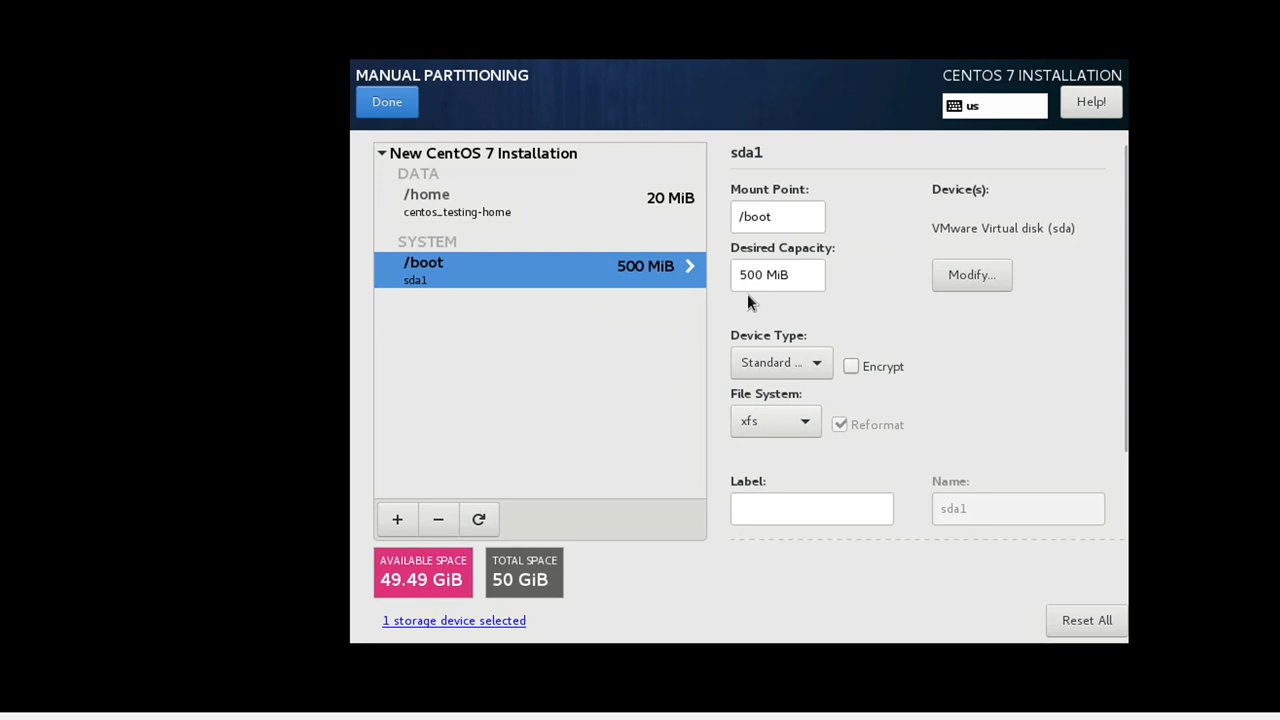 MANUAL PARTITIONING
CENTOS 7 INSTALLATION
Done
us
Help!
New CentOS 7 Installation
DATA
/home
20 MiB
centos_testing-home
SYSTEM
/boot
500 MiB
sda1
sda1
Mount Point:
Device(s):
/boot
VMware Virtual disk (sda)
Desired Capacity:
500 MiB
Modify...
Device Type:
Standard ...
Encrypt
File System:
xfs
Reformat
Label:
Name:
sda1
+
-
AVAILABLE SPACE
49.49 GiB
TOTAL SPACE
50 GiB
1 storage device selected
Reset All